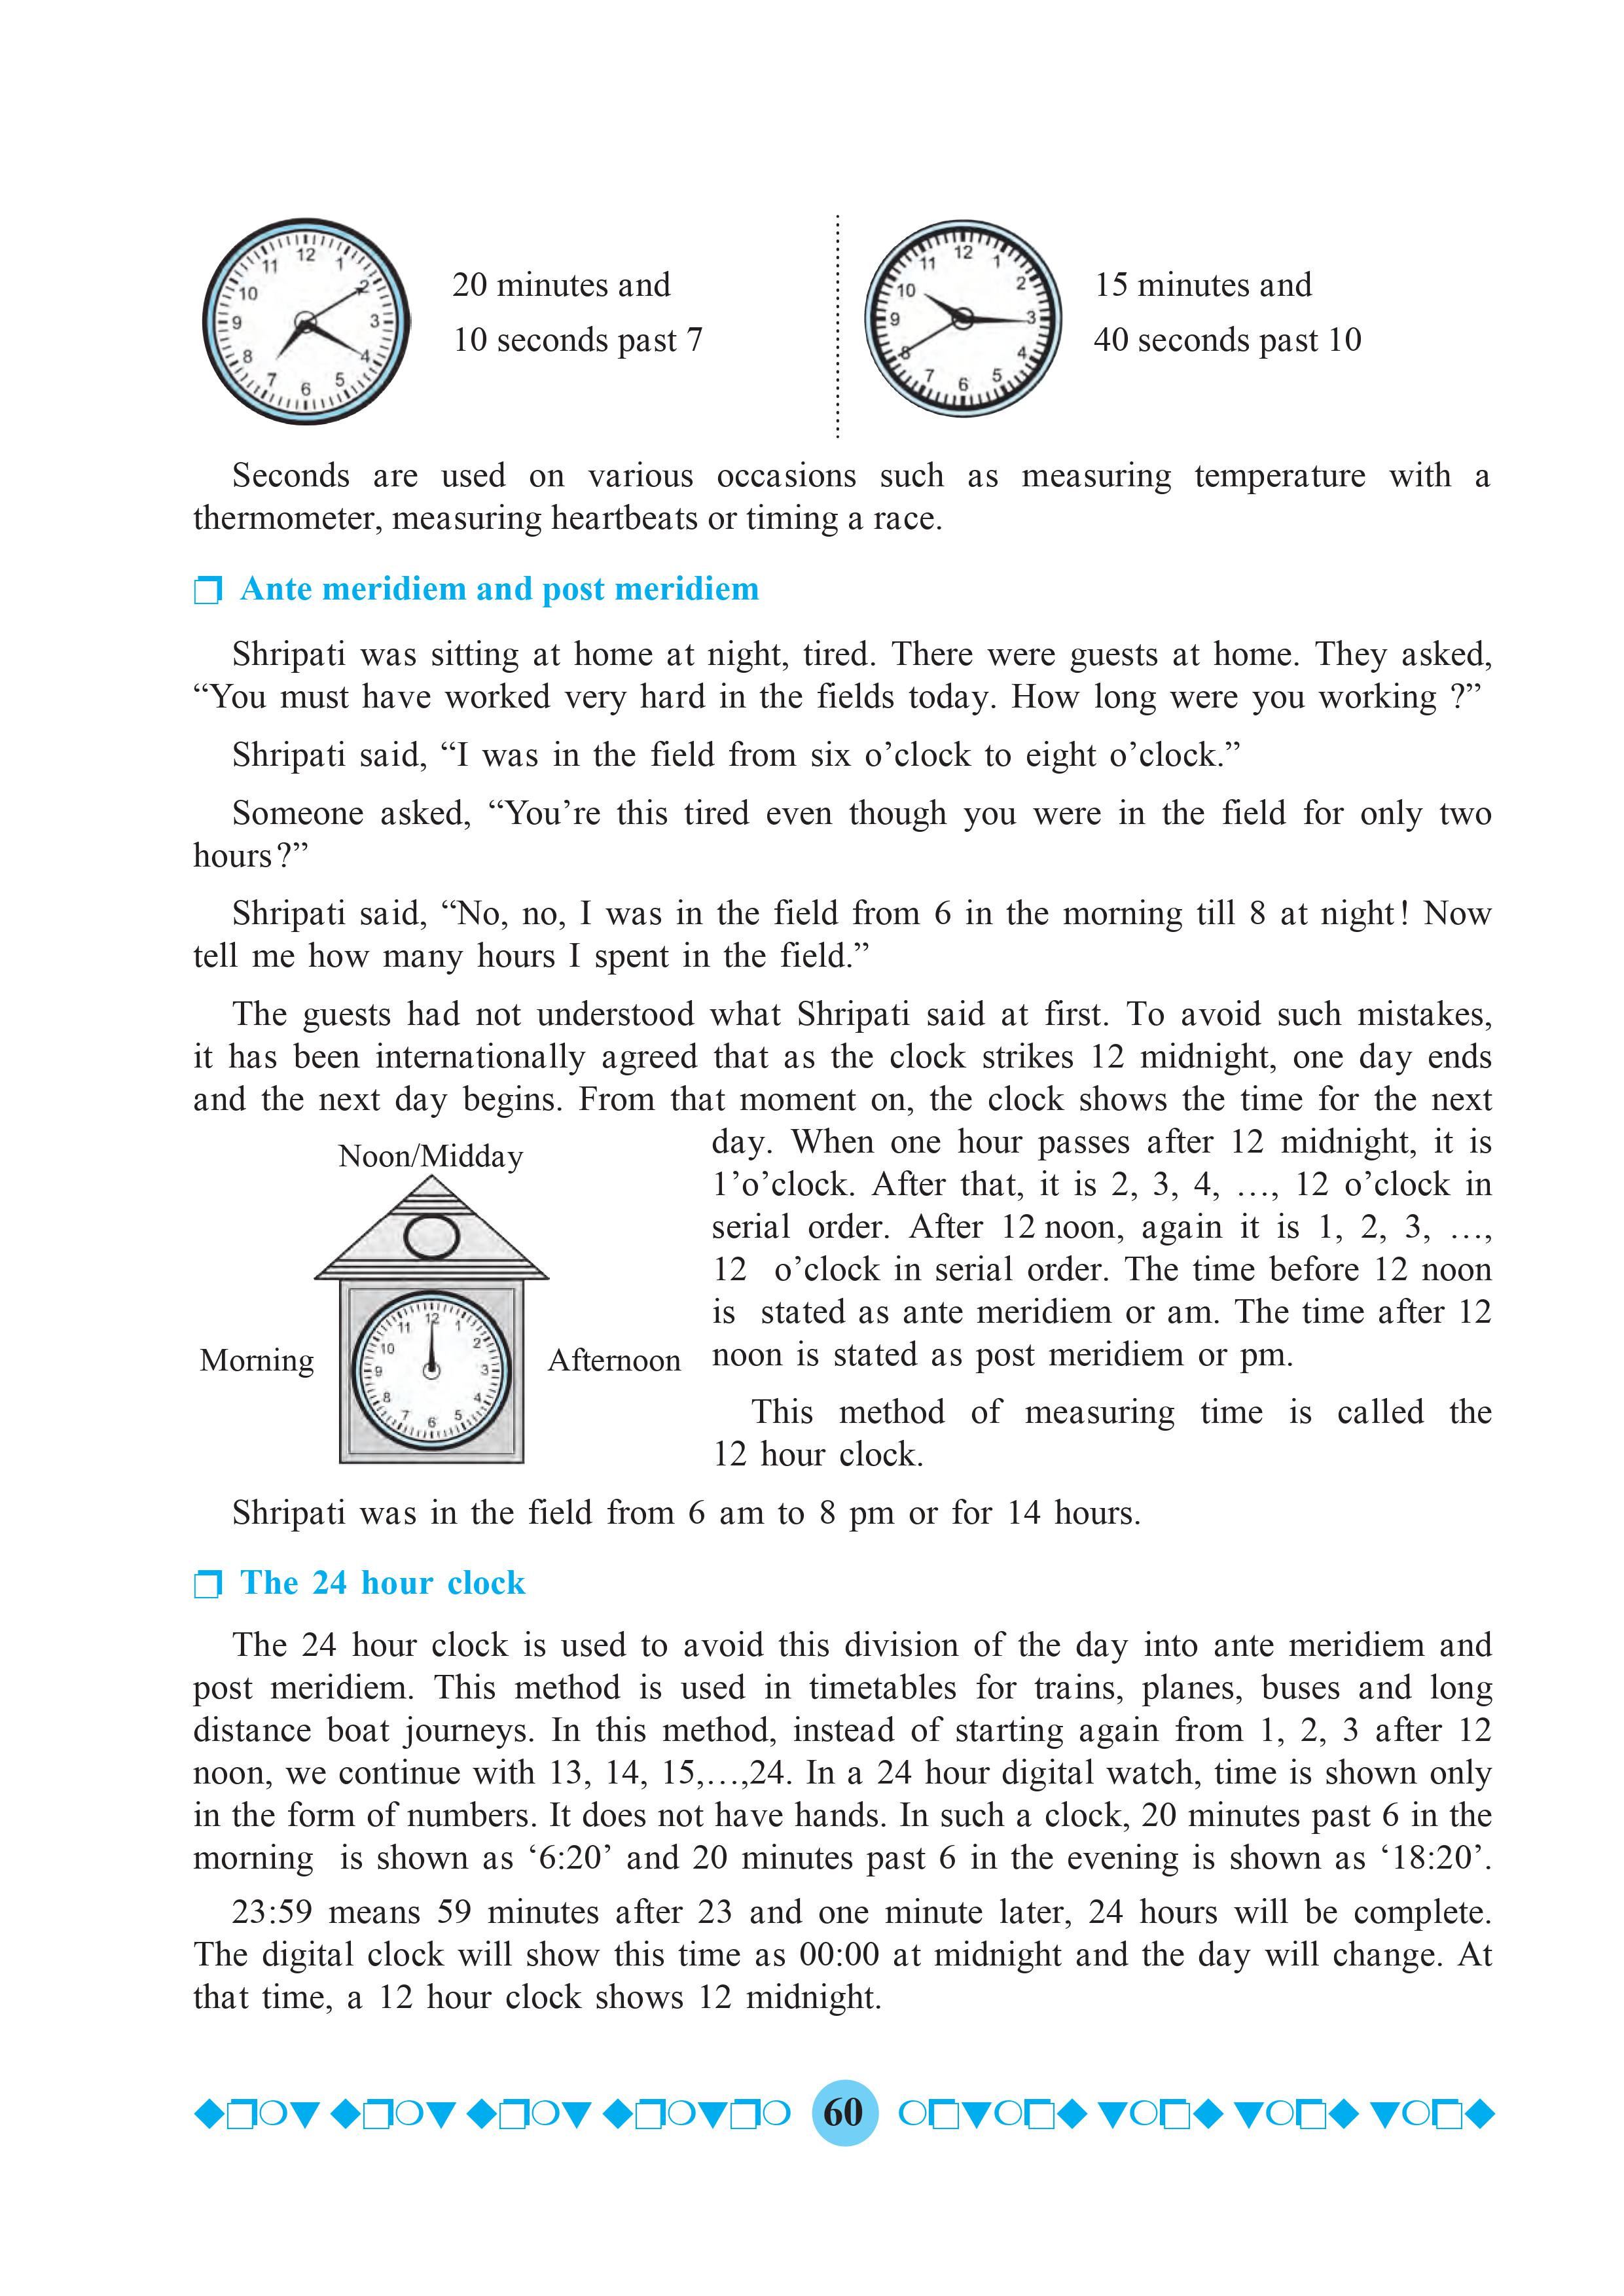 12
11
1
10
2
9
3
8
4
7
5
6
20 minutes and
10 seconds past 7
12
11
1
10
2
9
3
8
4
7
5
6
15 minutes and
40 seconds past 10
Seconds are used on various occasions such as measuring temperature with a
thermometer, measuring heartbeats or timing a race.
Ante meridiem and post meridiem
Shripati was sitting at home at night, tired. There were guests at home. They asked,
“You must have worked very hard in the fields today. How long were you working ?”
Shripati said, “I was in the field from six o’clock to eight o’clock.”
Someone asked, “You’re this tired even though you were in the field for only two
hours?”
Shripati said, “No, no, I was in the field from 6 in the morning till 8 at night! Now
tell me how many hours I spent in the field.”
The guests had not understood what Shripati said at first. To avoid such mistakes,
it has been internationally agreed that as the clock strikes 12 midnight, one day ends
and the next day begins. From that moment on, the clock shows the time for the next
day. When one hour passes after 12 midnight, it is
1’o’clock. After that, it is 2, 3, 4, …, 12 o’clock in
serial order. After 12 noon, again it is 1, 2, 3, …,
12 o’clock in serial order. The time before 12 noon
is stated as ante meridiem or am. The time after 12
noon is stated as post meridiem or pm.
This method of measuring time is called the
12 hour clock.
Noon/Midday
Morning
12
11
1
10
2
9
3
8
4
7
5
6
Afternoon
Shripati was in the field from 6 am to 8 pm or for 14 hours.
The 24 hour clock
The 24 hour clock is used to avoid this division of the day into ante meridiem and
post meridiem. This method is used in timetables for trains, planes, buses and long
distance boat journeys. In this method, instead of starting again from 1, 2, 3 after 12
noon, we continue with 13, 14, 15,…,24. In a 24 hour digital watch, time is shown only
in the form of numbers. It does not have hands. In such a clock, 20 minutes past 6 in the
morning is shown as ‘6:20’ and 20 minutes past 6 in the evening is shown as ‘18:20’.
23:59 means 59 minutes after 23 and one minute later, 24 hours will be complete.
The digital clock will show this time as 00:00 at midnight and the day will change. At
that time, a 12 hour clock shows 12 midnight.
60